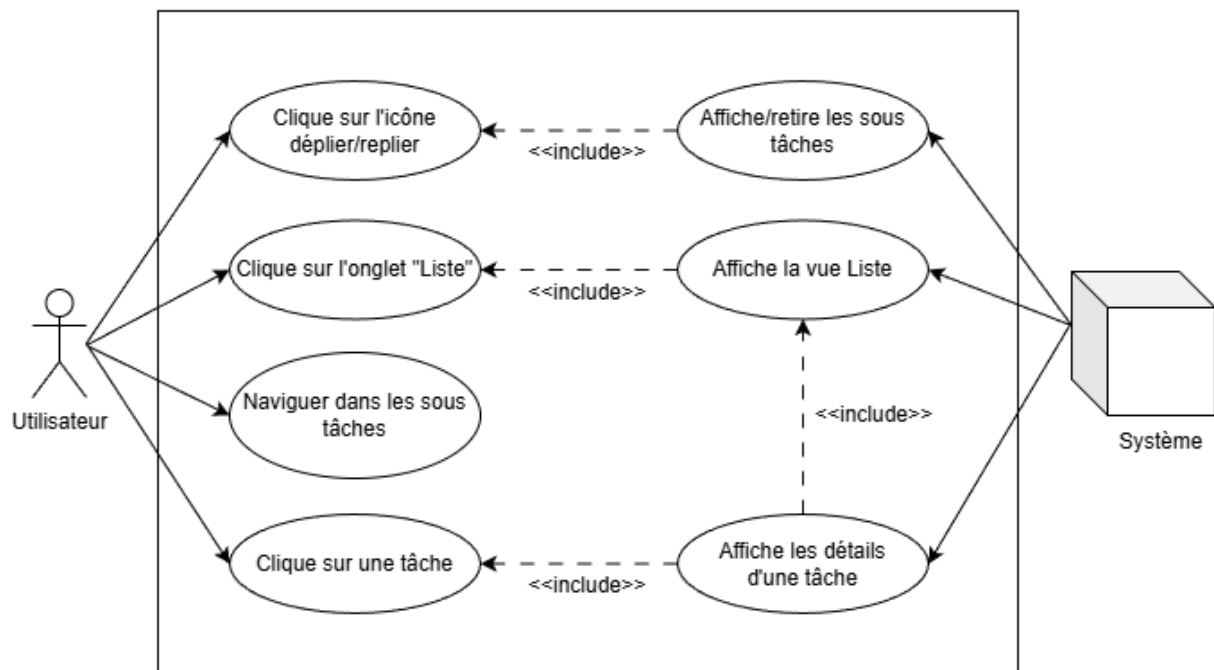 Clique sur l'icône
déplier/replier
<<include>>
Affiche/retire les sous
tâches
Clique sur l'onglet "Liste"
<<include>>
Affiche la vue Liste
Utilisateur
Naviguer dans les sous
tâches
<<include>>
Système
Clique sur une tâche
<<include>>
Affiche les détails
d'une tâche